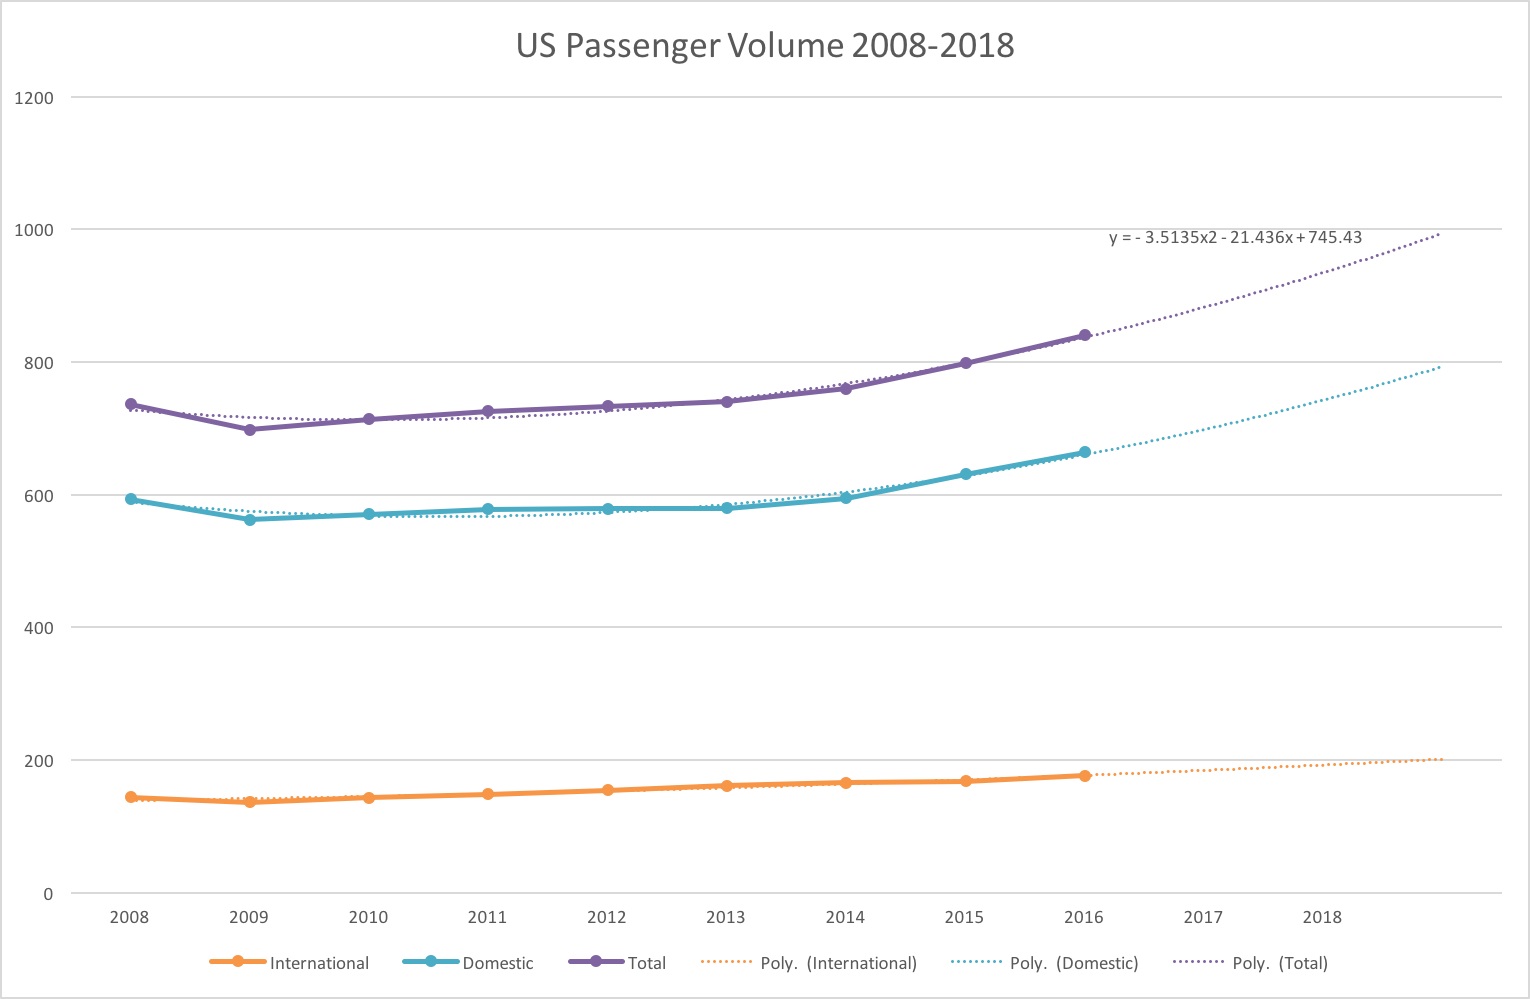 US Passenger Volume 2008-2018
1200
1000
y = - 3.5135x2 - 21.436x + 745.43
800
600
400
200
0
2008 2009 2010 2011 2012 2013 2014 2015 2016 2017 2018
International Domestic Total Poly. (International) Poly. (Domestic) Poly. (Total)